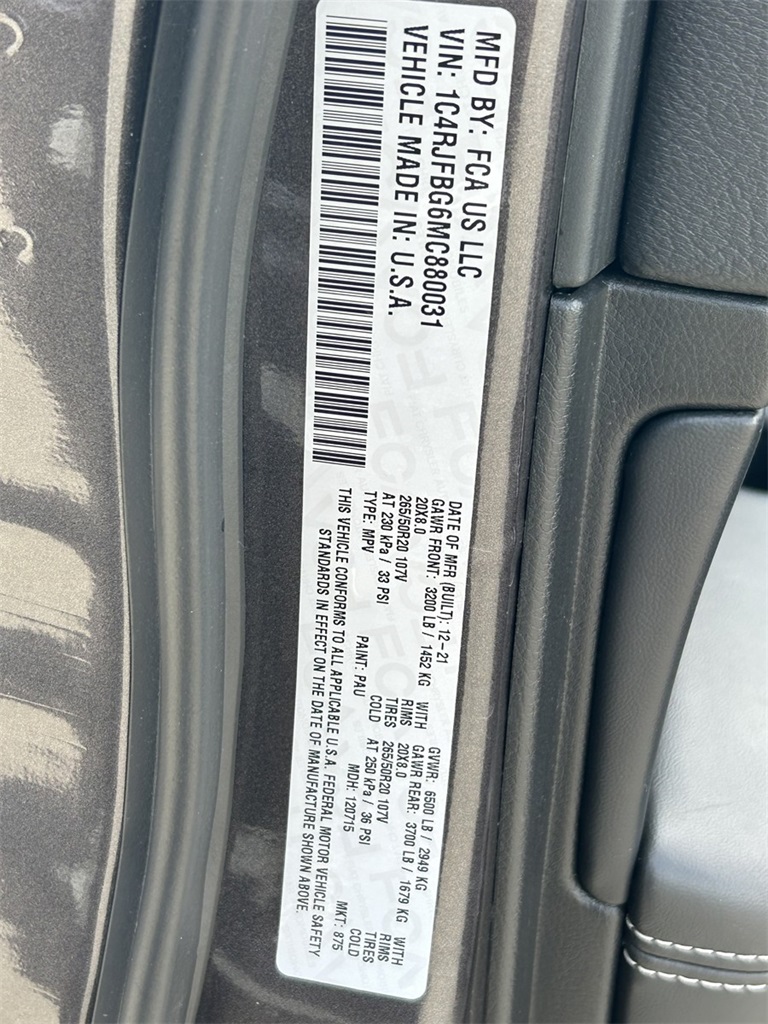 MFD BY: FCA US LLC
VIN: 1C4RJFBG6MC880031
VEHICLE MADE IN: U.S.A.
DATE OF MFR (BUILT): 12-21 GVWR: 6500 LB / 2949 KG
GAWR FRONT: 3200 LB / 1452 KG WITH GAWR REAR: 3700 LB / 1679 KG WITH
20X8.0 RIMS 20X8.0 RIMS
265/50R20 107V TIRES 265/50R20 107V TIRES
AT 230 kPa / 33 PSI COLD AT 250 kPa / 36 PSI COLD
TYPE: MPV PAINT: PAU MDH: 120715 MKT: 875
THIS VEHICLE CONFORMS TO ALL APPLICABLE U.S.A. FEDERAL MOTOR VEHICLE SAFETY
STANDARDS IN EFFECT ON THE DATE OF MANUFACTURE SHOWN ABOVE.